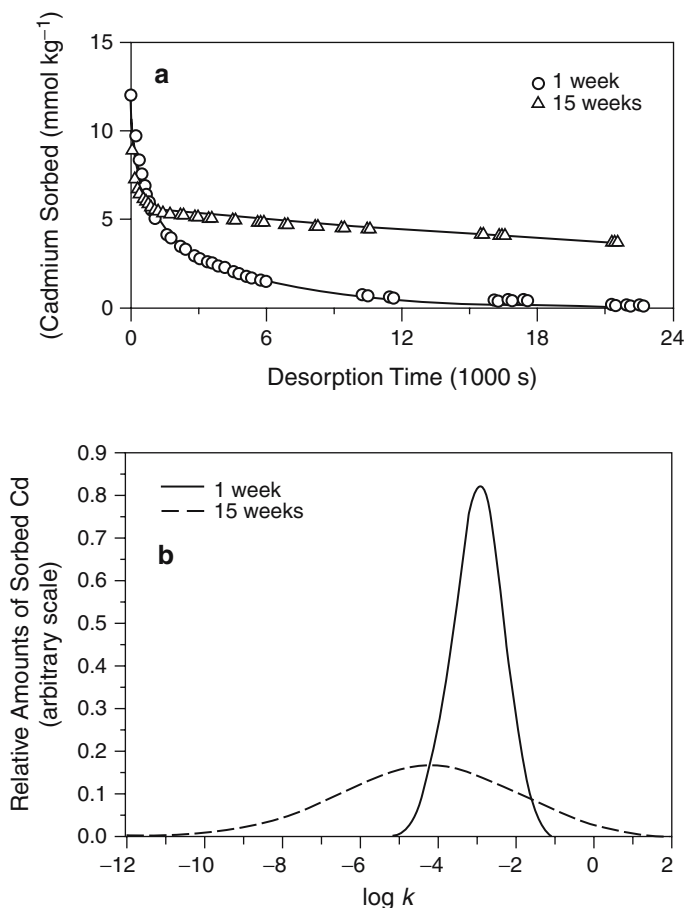 15
10
5
0
(Cadmium Sorbed (mmol kg⁻¹)
a
1 week
15 weeks
0 6 12 18 24
Desorption Time (1000 s)
0.9
0.8
0.7
0.6
0.5
0.4
0.3
0.2
0.1
0.0
Relative Amounts of Sorbed Cd
(arbitrary scale)
1 week
15 weeks
b
−12 −10 −8 −6 −4 −2 0 2
log k